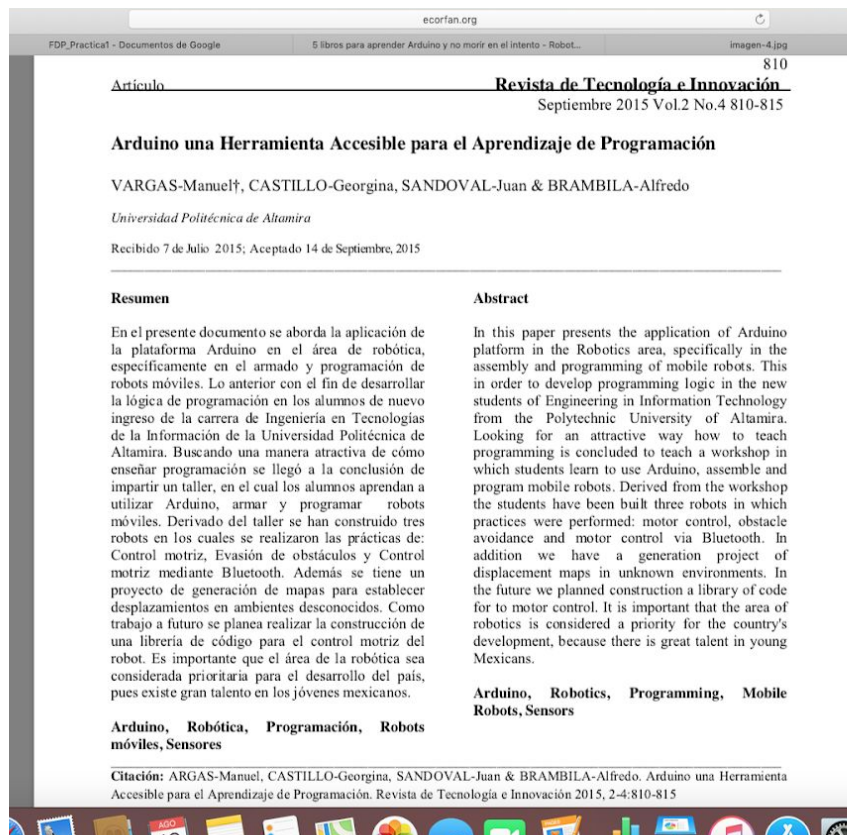 ecorfan.org
FDP_Practica1 - Documentos de Google
5 libros para aprender Arduino y no morir en el intento - Robot...
imagen-4.jpg
810
Artículo
Revista de Tecnología e Innovación
Septiembre 2015 Vol.2 No.4 810-815
Arduino una Herramienta Accesible para el Aprendizaje de Programación
VARGAS-Manuel†, CASTILLO-Georgina, SANDOVAL-Juan & BRAMBILA-Alfredo
Universidad Politécnica de Altamira
Recibido 7 de Julio 2015; Aceptado 14 de Septiembre, 2015
Resumen
En el presente documento se aborda la aplicación de
la plataforma Arduino en el área de robótica,
específicamente en el armado y programación de
robots móviles. Lo anterior con el fin de desarrollar
la lógica de programación en los alumnos de nuevo
ingreso de la carrera de Ingeniería en Tecnologías
de la Información de la Universidad Politécnica de
Altamira. Buscando una manera atractiva de cómo
enseñar programación se llegó a la conclusión de
impartir un taller, en el cual los alumnos aprendan a
utilizar Arduino, armar y programar robots
móviles. Derivado del taller se han construido tres
robots en los cuales se realizaron las prácticas de:
Control motriz, Evasión de obstáculos y Control
motriz mediante Bluetooth. Además se tiene un
proyecto de generación de mapas para establecer
desplazamientos en ambientes desconocidos. Como
trabajo a futuro se planea realizar la construcción de
una librería de código para el control motriz del
robot. Es importante que el área de la robótica sea
considerada prioritaria para el desarrollo del país,
pues existe gran talento en los jóvenes mexicanos.
Arduino, Robótica, Programación, Robots
móviles, Sensores
Abstract
In this paper presents the application of Arduino
platform in the Robotics area, specifically in the
assembly and programming of mobile robots. This
in order to develop programming logic in the new
students of Engineering in Information Technology
from the Polytechnic University of Altamira.
Looking for an attractive way how to teach
programming is concluded to teach a workshop in
which students learn to use Arduino, assemble and
program mobile robots. Derived from the workshop
the students have been built three robots in which
practices were performed: motor control, obstacle
avoidance and motor control via Bluetooth. In
addition we have a generation project of
displacement maps in unknown environments. In
the future we planned construction a library of code
for to motor control. It is important that the area of
robotics is considered a priority for the country's
development, because there is great talent in young
Mexicans.
Arduino, Robotics, Programming, Mobile
Robots, Sensors
Citación: ARGAS-Manuel, CASTILLO-Georgina, SANDOVAL-Juan & BRAMBILA-Alfredo. Arduino una Herramienta
Accesible para el Aprendizaje de Programación. Revista de Tecnología e Innovación 2015, 2-4:810-815
AGO